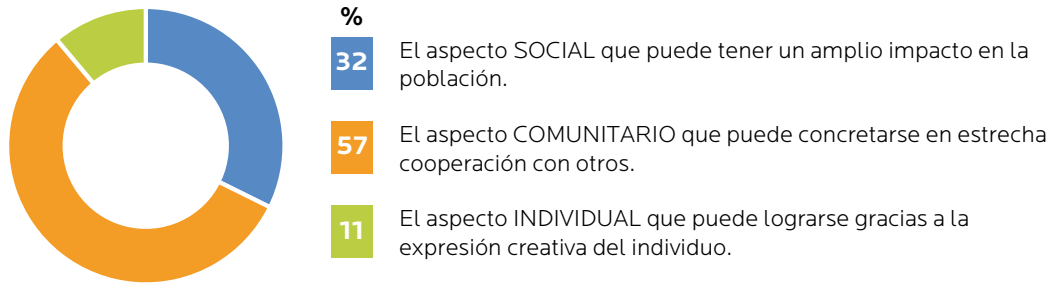 %
32
El aspecto SOCIAL que puede tener un amplio impacto en la
población.
57
El aspecto COMUNITARIO que puede concretarse en estrecha
cooperación con otros.
11
El aspecto INDIVIDUAL que puede lograrse gracias a la
expresión creativa del individuo.